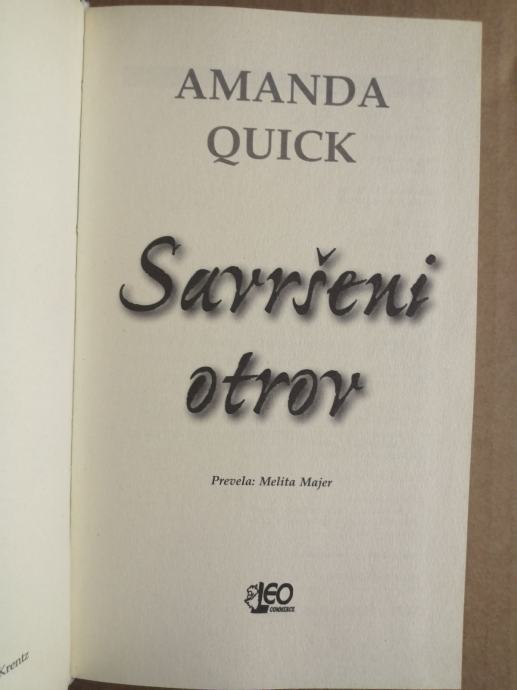 AMANDA
QUICK
Savršeni
otrov
Prevela: Melita Majer
LEO
COMMERCE
Krentz